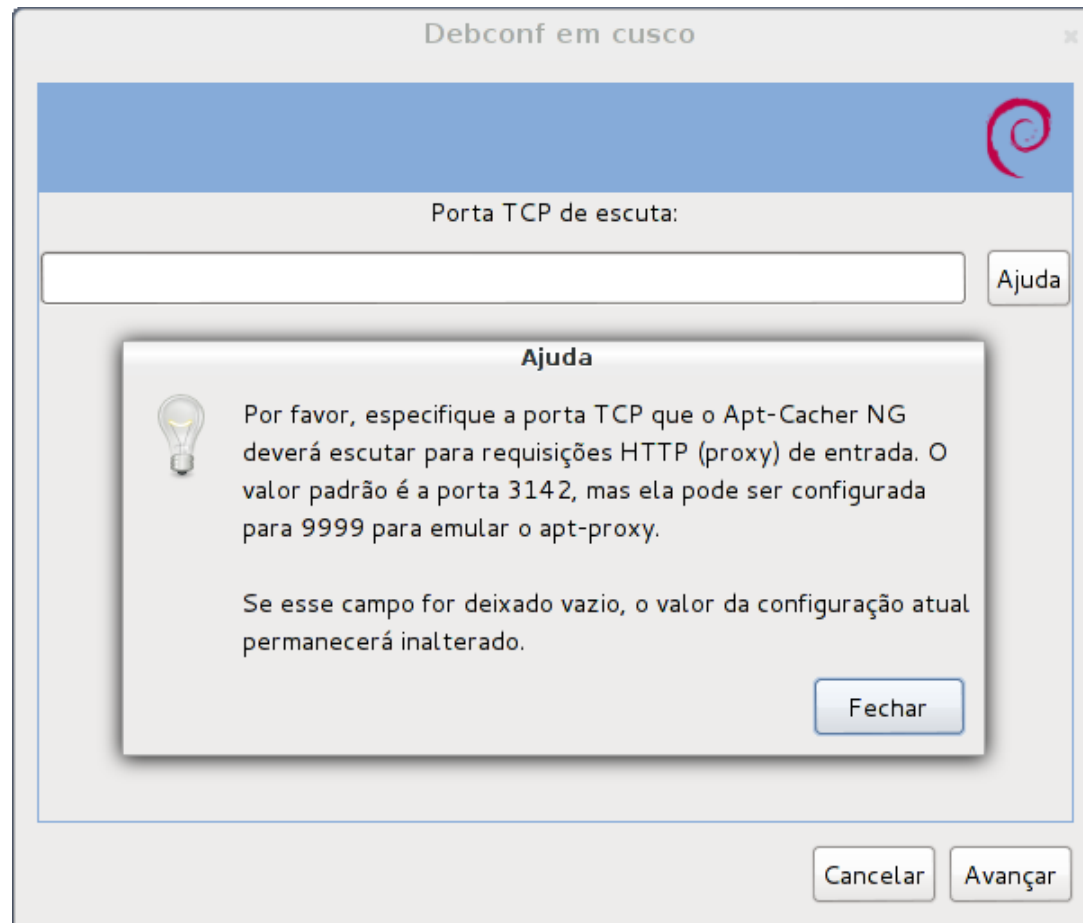 Debconf em cusco
Porta TCP de escuta:
Ajuda
Ajuda
Por favor, especifique a porta TCP que o Apt-Cacher NG
deverá escutar para requisições HTTP (proxy) de entrada. O
valor padrão é a porta 3142, mas ela pode ser configurada
para 9999 para emular o apt-proxy.
Se esse campo for deixado vazio, o valor da configuração atual
permanecerá inalterado.
Fechar
Cancelar
Avançar